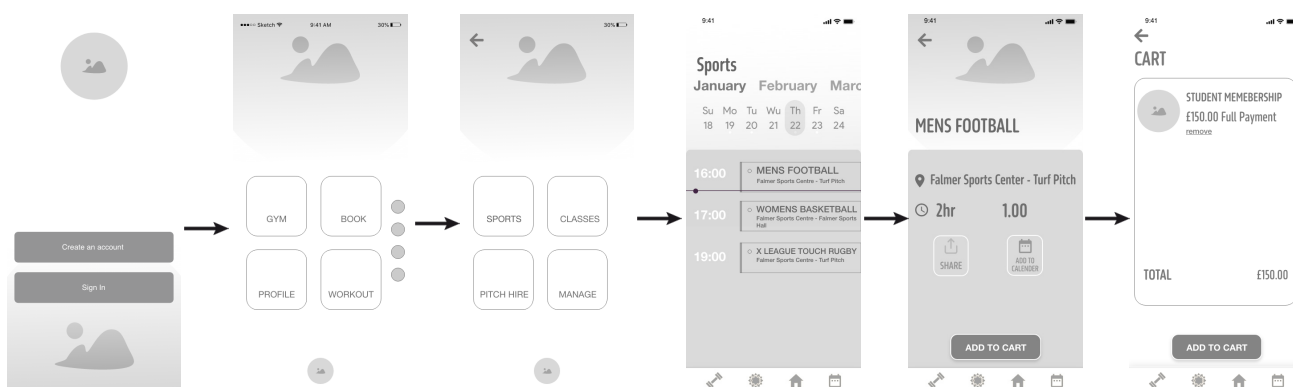 Create an account
Sign In
Sketch 9:41 AM 30%
GYM BOOK
PROFILE WORKOUT
30%
SPORTS CLASSES
PITCH HIRE MANAGE
9:41
Sports
January February Marc
Su Mo Tu Wu Th Fr Sa
18 19 20 21 22 23 24
16:00 MENS FOOTBALL
Falmer Sports Centre - Turf Pitch
17:00 WOMENS BASKETBALL
Falmer Sports Centre - Falmer Sports
Hall
19:00 X LEAGUE TOUCH RUGBY
Falmer Sports Centre - Turf Pitch
9:41
MENS FOOTBALL
Falmer Sports Center - Turf Pitch
2hr 1.00
SHARE
ADD TO
CALENDER
ADD TO CART
9:41
CART
STUDENT MEMEBERSHIP
£150.00 Full Payment
remove
TOTAL £150.00
ADD TO CART